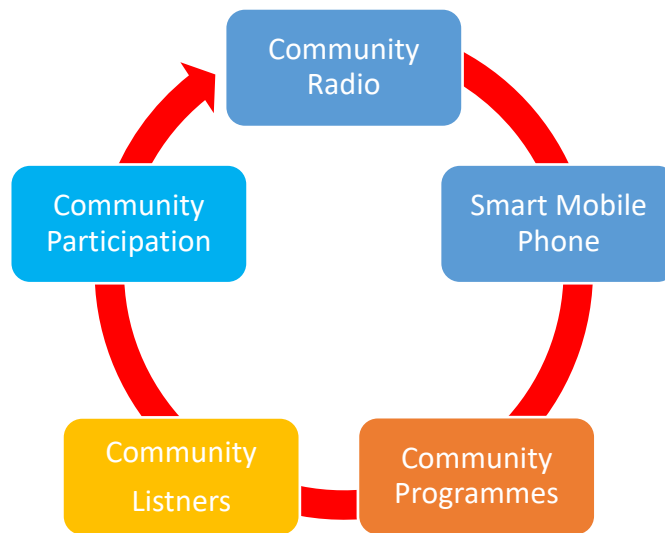 Community
Radio
Smart Mobile
Phone
Community
Programmes
Community
Listners
Community
Participation